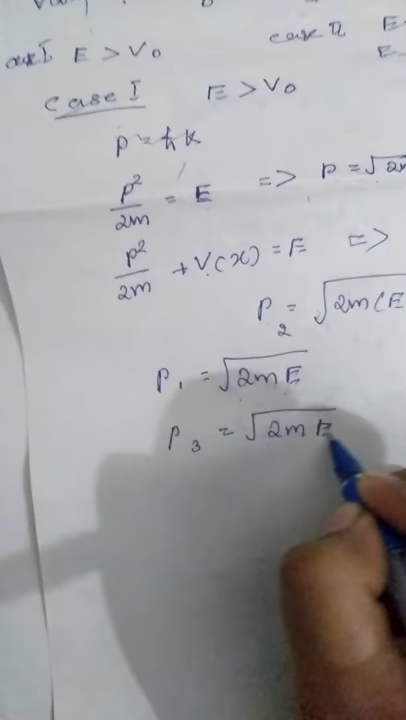 case II E
case I E > V₀
E
Case I E > V₀
p = ħk
p²/2m = E => p = √2m
p²/2m + V(x) = E =>
P₂ = √2m(E
P₁ = √2mE
P₃ = √2mE